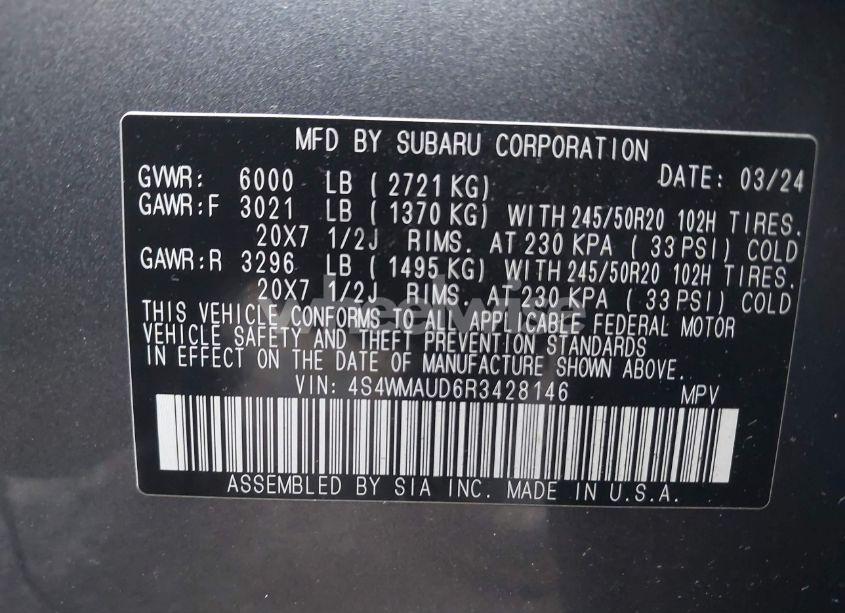 MFD BY SUBARU CORPORATION
GVWR: 6000 LB ( 2721 KG) DATE: 03/24
GAWR:F 3021 LB ( 1370 KG) WITH 245/50R20 102H TIRES.
20X7 1/2J RIMS. AT 230 KPA ( 33 PSI) COLD
GAWR:R 3296 LB ( 1495 KG) WITH 245/50R20 102H TIRES.
20X7 1/2J RIMS. AT 230 KPA ( 33 PSI) COLD
wheelwise
THIS VEHICLE CONFORMS TO ALL APPLICABLE FEDERAL MOTOR
VEHICLE SAFETY AND THEFT PREVENTION STANDARDS
IN EFFECT ON THE DATE OF MANUFACTURE SHOWN ABOVE.
VIN: 4S4WMAUD6R3428146 MPV
ASSEMBLED BY SIA INC. MADE IN U.S.A.